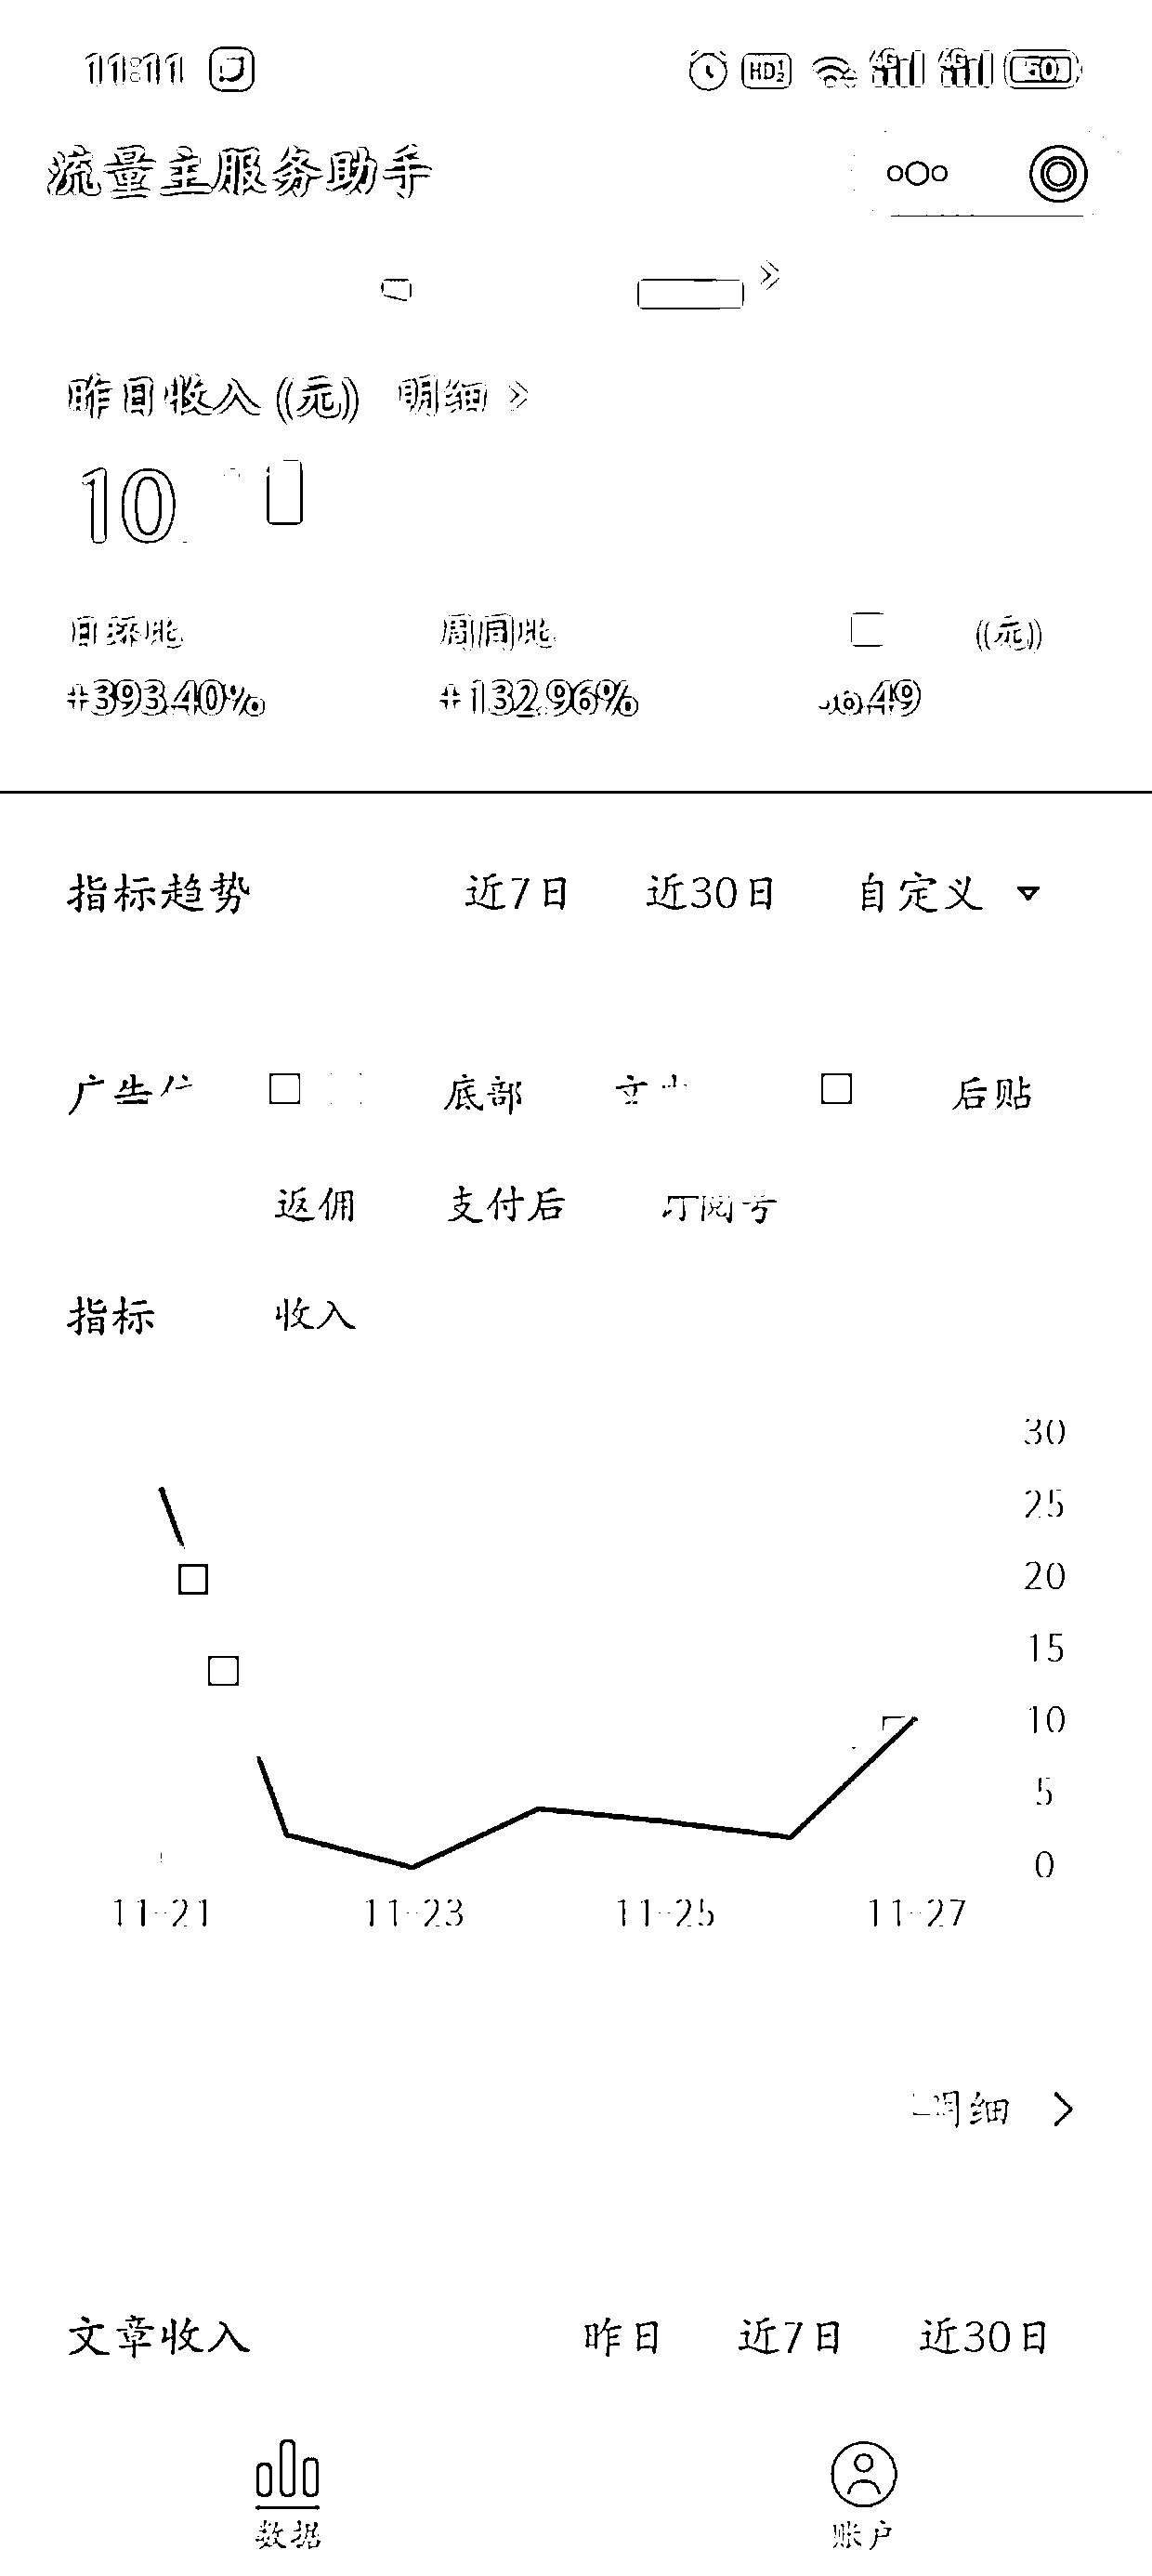 11:11 HD 4G 4G 50
流量主服务助手
昨日收入 (元) 明细 »
10
日环比 周同比 (元)
+393.40% +132.96% 49
指标趋势 近7日 近30日 自定义
广告位 底部 后贴
返佣 支付后 订阅号
指标 收入
30
25
20
15
10
5
0
11-21 11-23 11-25 11-27
明细 >
文章收入 昨日 近7日 近30日
数据 账户